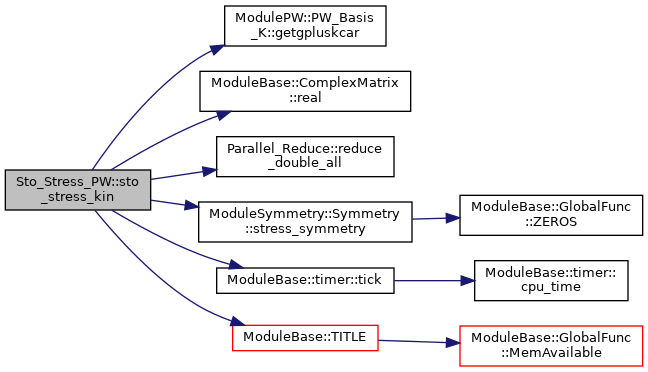 ModulePW::PW_Basis
_K::getgpluskcar
ModuleBase::ComplexMatrix
::real
Parallel_Reduce::reduce
_double_all
Sto_Stress_PW::sto
_stress_kin
ModuleSymmetry::Symmetry
::stress_symmetry
ModuleBase::GlobalFunc
::ZEROS
ModuleBase::timer::tick
ModuleBase::timer::
cpu_time
ModuleBase::TITLE
ModuleBase::GlobalFunc
::MemAvailable